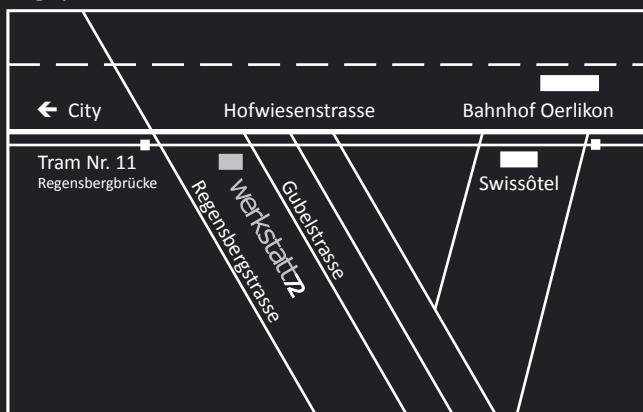 City
Hofwiesenstrasse
Bahnhof Oerlikon
Tram Nr. 11
Regensbergbrücke
Swissôtel
Regensbergstrasse
werkstatt72
Gubelstrasse